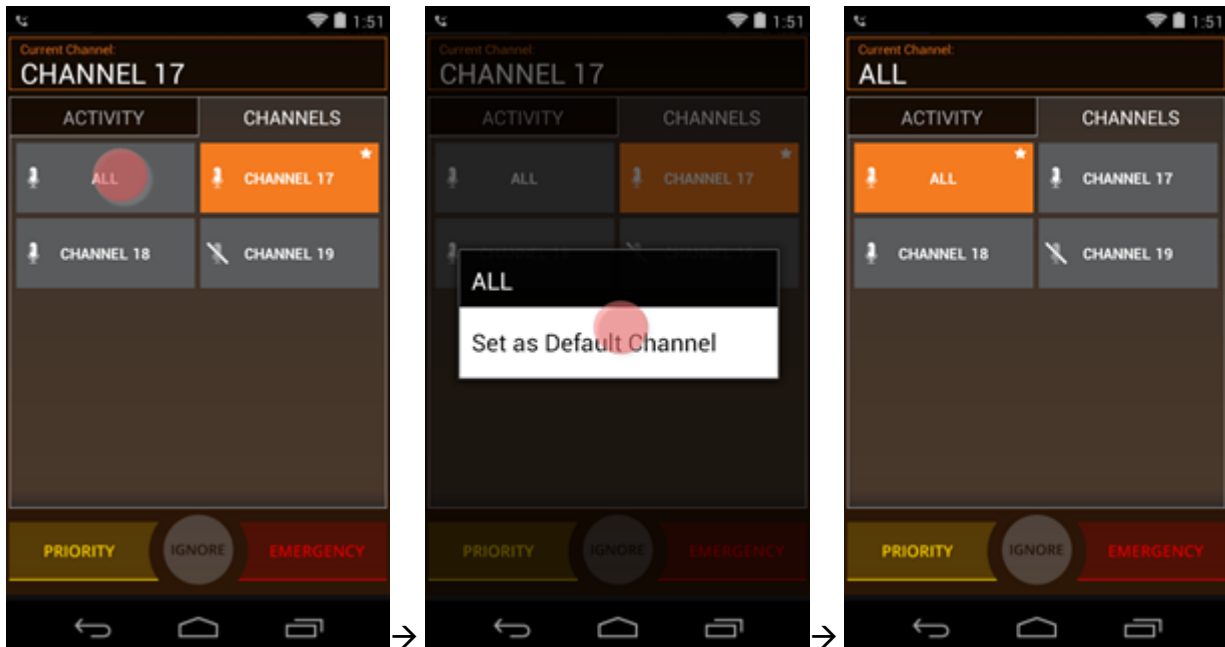 1:51
Current Channel:
CHANNEL 17
ACTIVITY CHANNELS
ALL CHANNEL 17
CHANNEL 18 CHANNEL 19
PRIORITY IGNORE EMERGENCY
→
1:51
Current Channel:
CHANNEL 17
ACTIVITY CHANNELS
ALL CHANNEL 17
ALL
Set as Default Channel
PRIORITY IGNORE EMERGENCY
→
1:51
Current Channel:
ALL
ACTIVITY CHANNELS
ALL CHANNEL 17
CHANNEL 18 CHANNEL 19
PRIORITY IGNORE EMERGENCY